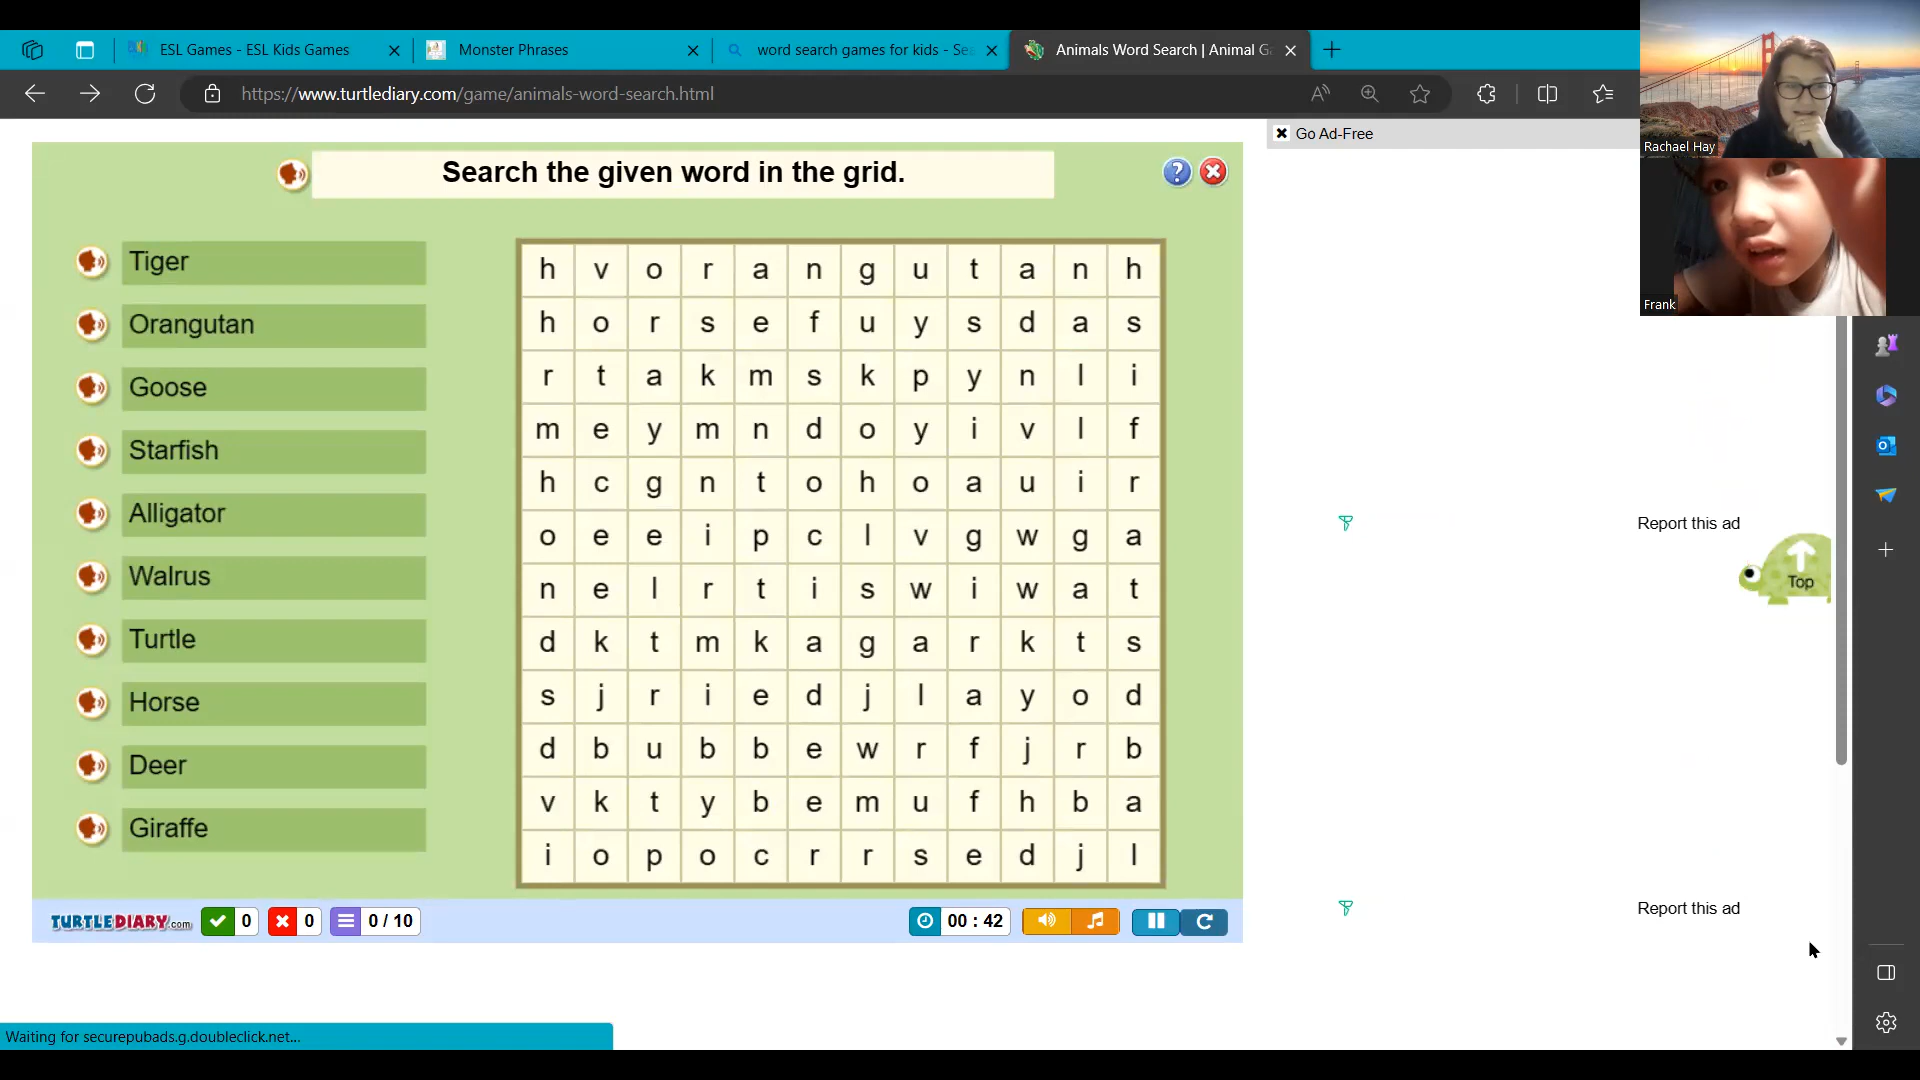 ESL Games - ESL Kids Games
Monster Phrases
word search games for kids - Sea
Animals Word Search | Animal Ga
https://www.turtlediary.com/game/animals-word-search.html
Go Ad-Free
Rachael Hay
Frank
Search the given word in the grid.
Tiger
Orangutan
Goose
Starfish
Alligator
Walrus
Turtle
Horse
Deer
Giraffe
h v o r a n g u t a n h
h o r s e f u y s d a s
r t a k m s k p y n l i
m e y m n d o y i v l f
h c g n t o h o a u i r
o e e i p c l v g w g a
n e l r t i s w i w a t
d k t m k a g a r k t s
s j r i e d j l a y o d
d b u b b e w r f j r b
v k t y b e m u f h b a
i o p o c r r s e d j l
Report this ad
Top
Report this ad
TURTLEDIARY.com
0
0
0 / 10
00 : 42
Waiting for securepubads.g.doubleclick.net...